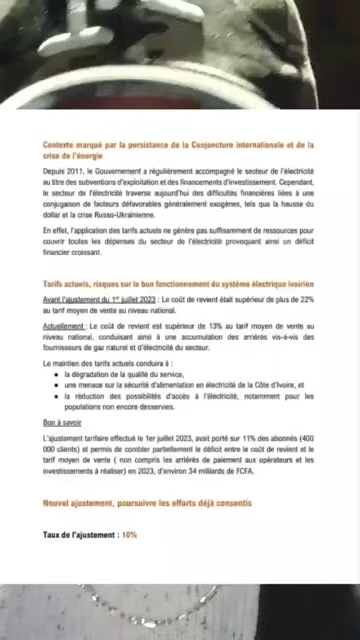 Contexte marqué par la persistance de la Conjoncture internationale et de la
crise de l'énergie
Depuis 2011, le Gouvernement a régulièrement accompagné le secteur de l'électricité
au titre des subventions d'exploitation et des financements d'investissement. Cependant,
le secteur de l'électricité traverse aujourd'hui des difficultés financières liées à une
conjugaison de facteurs défavorables généralement exogènes, tels que la hausse du
dollar et la crise Russo-Ukrainienne.
En effet, l'application des tarifs actuels ne génère pas suffisamment de ressources pour
couvrir toutes les dépenses du secteur de l'électricité provoquant ainsi un déficit
financier croissant.
Tarifs actuels, risques sur le bon fonctionnement du système électrique ivoirien
Avant l'ajustement du 1er juillet 2023 : Le coût de revient était supérieur de plus de 22%
au tarif moyen de vente au niveau national.
Actuellement : Le coût de revient est supérieur de 13% au tarif moyen de vente au
niveau national, conduisant ainsi à une accumulation des arriérés vis-à-vis des
fournisseurs de gaz naturel et d'électricité du secteur.
Le maintien des tarifs actuels conduira à :
• la dégradation de la qualité du service,
• une menace sur la sécurité d'alimentation en électricité de la Côte d'Ivoire, et
• la réduction des possibilités d'accès à l'électricité, notamment pour les
populations non encore desservies.
Bon à savoir
L'ajustement tarifaire effectué le 1er juillet 2023, avait porté sur 11% des abonnés (400
000 clients) et permis de combler partiellement le déficit entre le coût de revient et le
tarif moyen de vente ( non compris les arriérés de paiement aux opérateurs et les
investissements à réaliser) en 2023, d'environ 34 milliards de FCFA.
Nouvel ajustement, poursuivre les efforts déjà consentis
Taux de l'ajustement : 10%